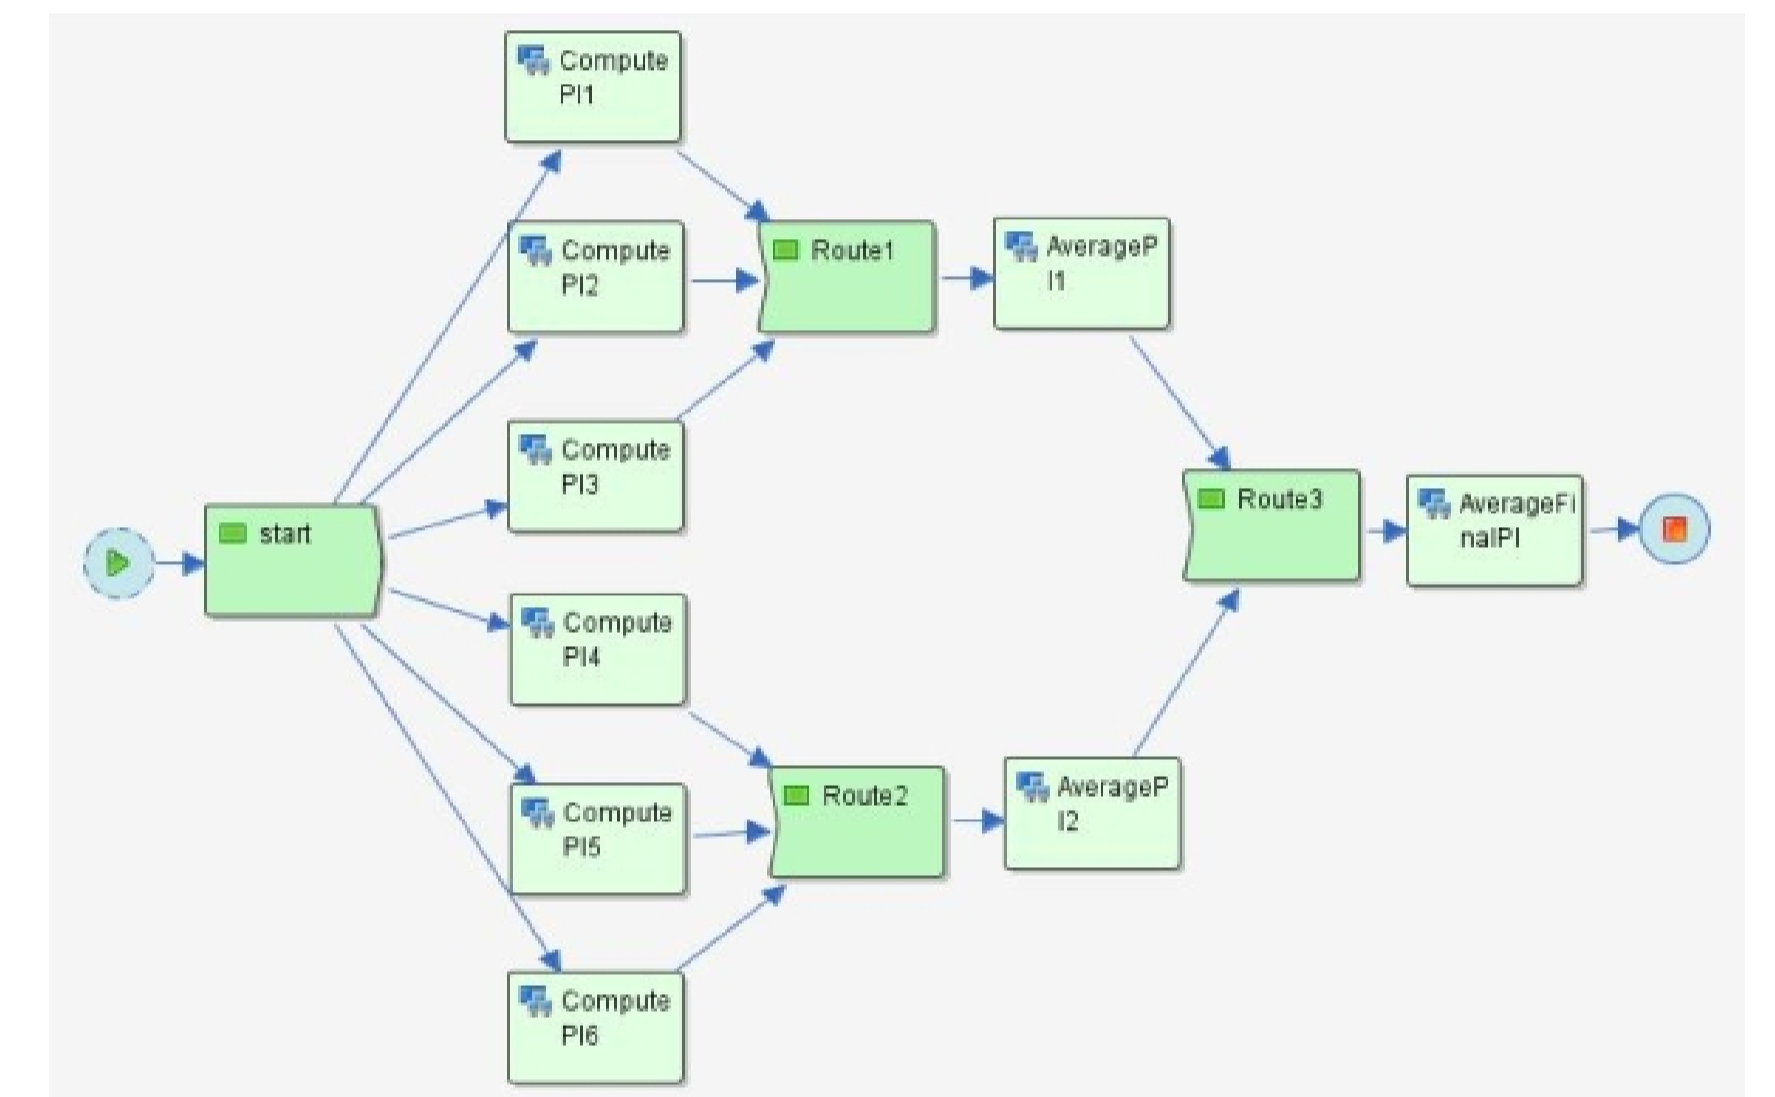 Compute
PI1
Compute
PI2
Route1
AverageP
I1
Compute
PI3
start
Route3
AverageFi
nalPI
Compute
PI4
Compute
PI5
Route2
AverageP
I2
Compute
PI6